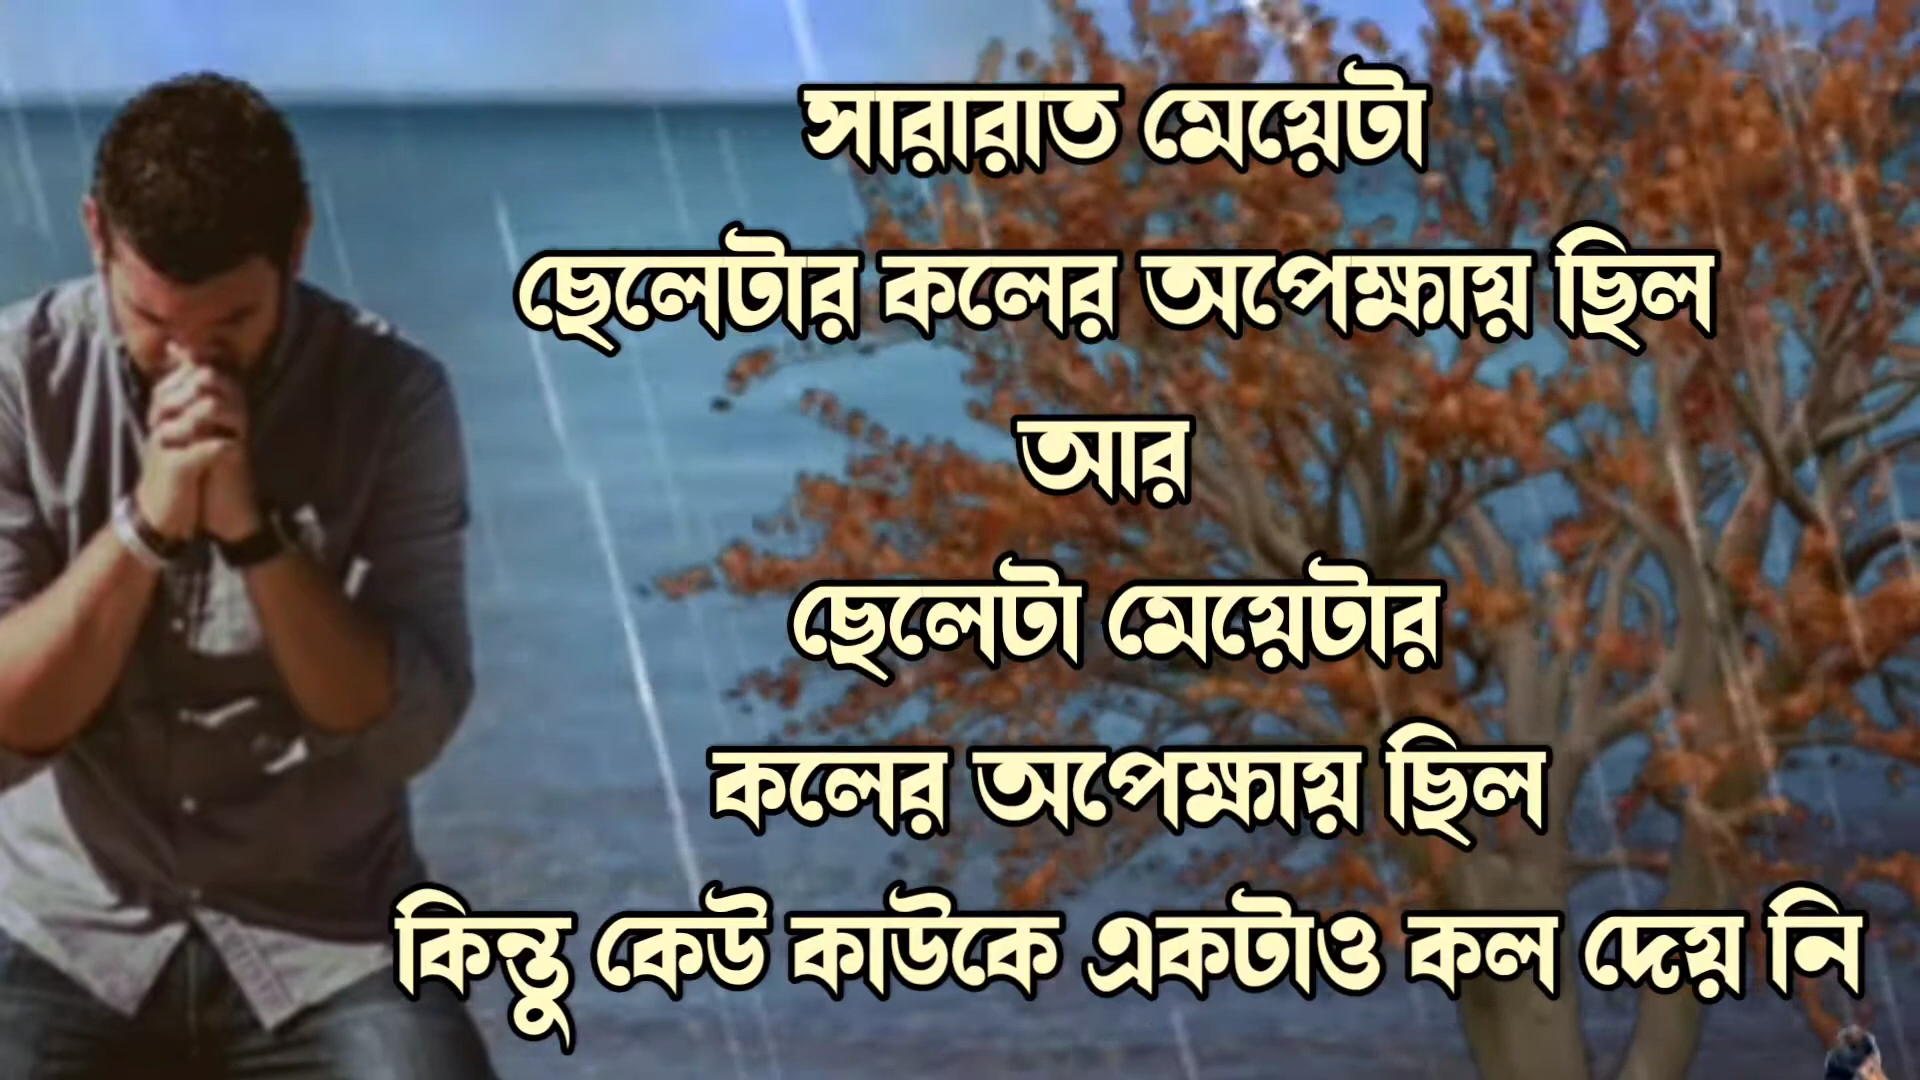 সারারাত মেয়েটা
ছেলেটার কলের অপেক্ষায় ছিল
আর
ছেলেটা মেয়েটার
কলের অপেক্ষায় ছিল
কিন্তু কেউ কাউকে একটাও কল দেয় নি